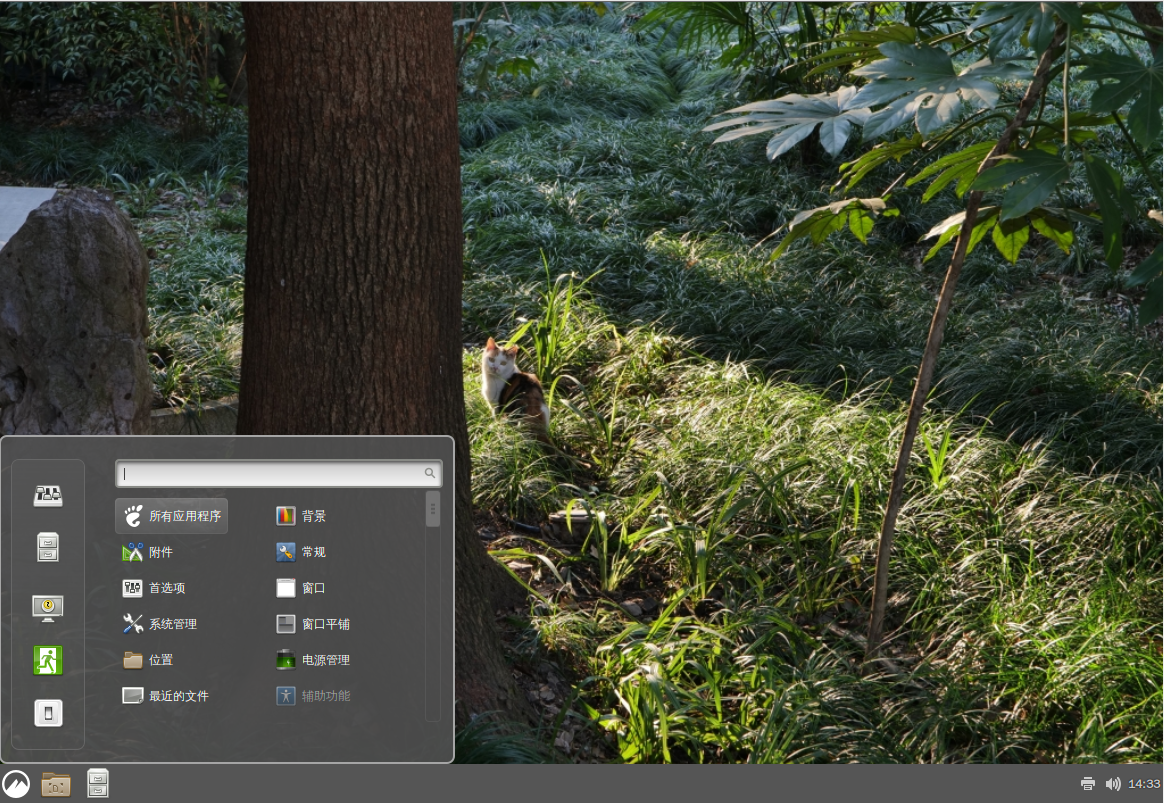 所有应用程序
背景
附件
常规
首选项
窗口
系统管理
窗口平铺
位置
电源管理
最近的文件
辅助功能
14:33